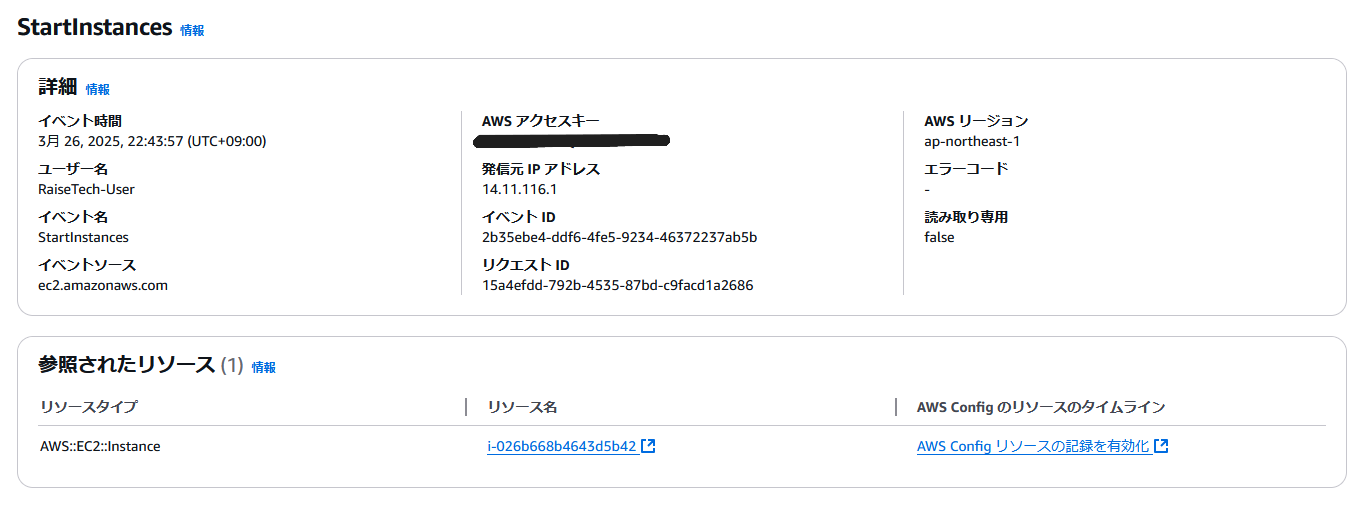 StartInstances 情報
詳細 情報
イベント時間
3月 26, 2025, 22:43:57 (UTC+09:00)
ユーザー名
RaiseTech-User
イベント名
StartInstances
イベントソース
ec2.amazonaws.com
AWS アクセスキー
発信元 IP アドレス
14.11.116.1
イベント ID
2b35ebe4-ddf6-4fe5-9234-46372237ab5b
リクエスト ID
15a4efdd-792b-4535-87bd-c9facd1a2686
AWS リージョン
ap-northeast-1
エラーコード
-
読み取り専用
false
参照されたリソース (1) 情報
リソースタイプ リソース名 AWS Config のリソースのタイムライン
AWS::EC2::Instance i-026b668b4643d5b42 AWS Config リソースの記録を有効化